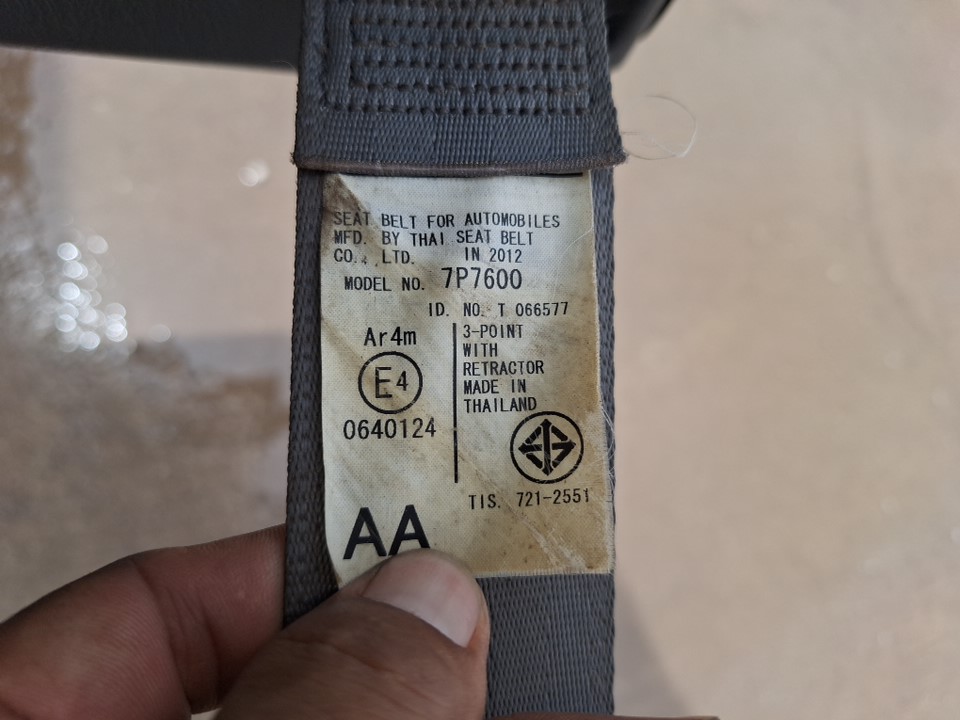 SEAT BELT FOR AUTOMOBILES
MFD. BY THAI SEAT BELT
CO., LTD. IN 2012
MODEL NO. 7P7600
ID. NO. T 066577
Ar4m
E4
0640124
3-POINT
WITH
RETRACTOR
MADE IN
THAILAND
TIS. 721-2551
AA